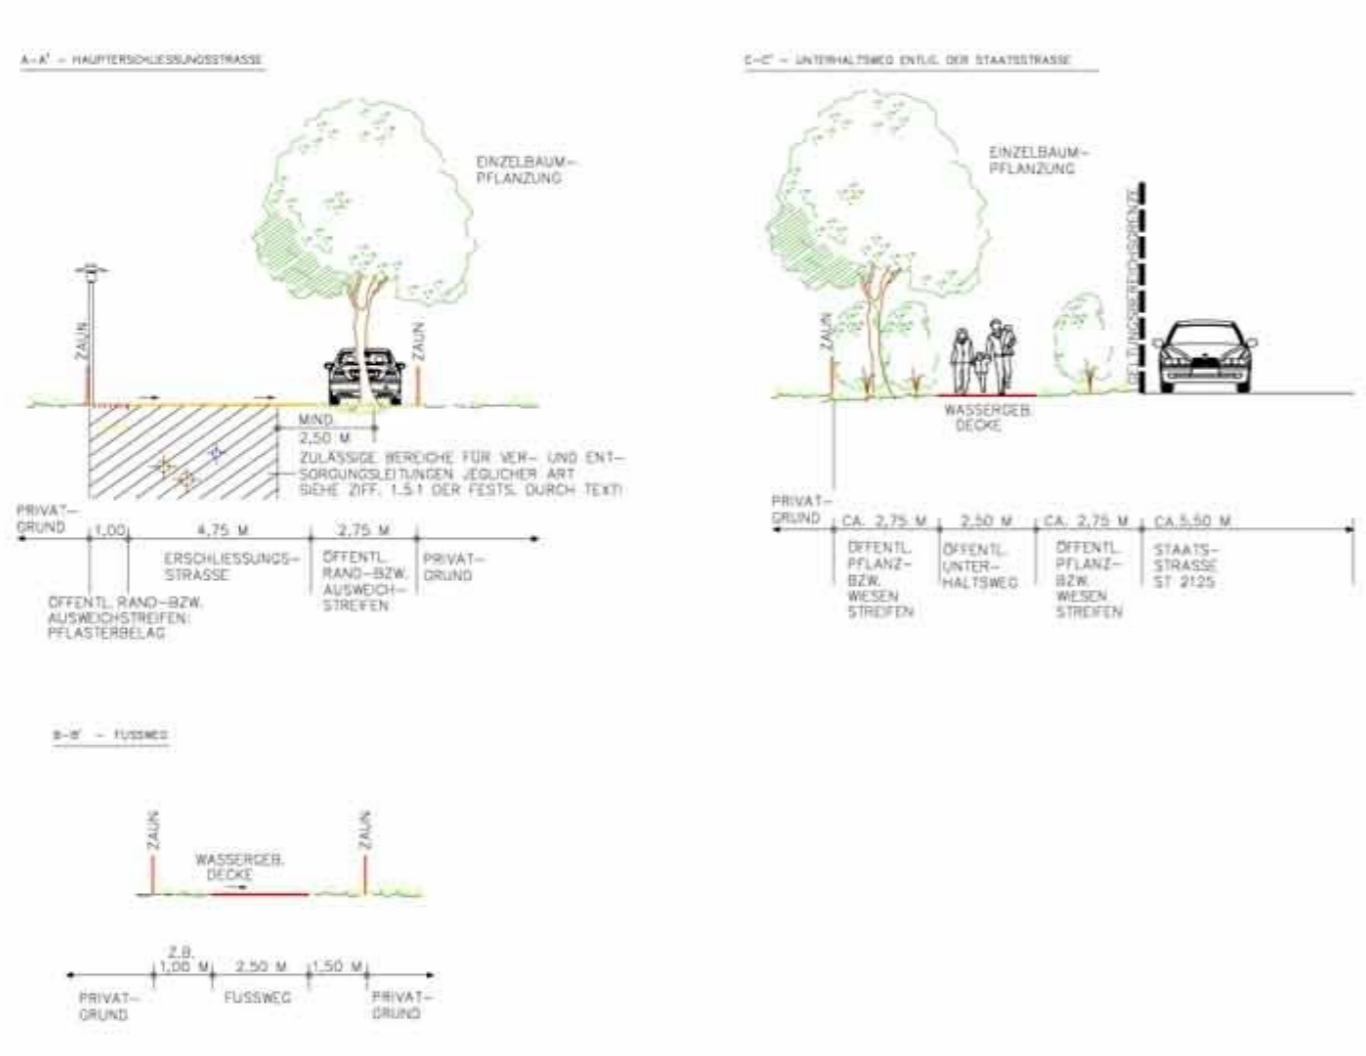 A-A' - HAUPTERSCHLIESSUNGSSTRASSE
EINZELBAUM-
PFLANZUNG
ZAUN
ZAUN
MIND.
2,50 M
ZULÄSSIGE BEREICHE FÜR VER- UND ENT-
SORGUNGSLEITUNGEN JEGLICHER ART
SIEHE ZIFF. 1.5.1 DER FESTS. DURCH TEXT!
PRIVAT-
GRUND
1,00
4,75 M
2,75 M
ERSCHLIESSUNGS-
STRASSE
ÖFFENTL.
RAND-BZW.
AUSWEICH-
STREIFEN
PRIVAT-
GRUND
ÖFFENTL. RAND-BZW.
AUSWEICHSTREIFEN:
PFLASTERBELAG
C-C' - UNTERHALTSWEG ENTLG. DER STAATSSTRASSE
EINZELBAUM-
PFLANZUNG
ZAUN
GELTUNGSBEREICHSGRENZE
WASSERGEB.
DECKE
PRIVAT-
GRUND
CA. 2,75 M
2,50 M
CA. 2,75 M
CA.5,50 M
ÖFFENTL.
PFLANZ-
BZW.
WIESEN
STREIFEN
ÖFFENTL.
UNTER-
HALTSWEG
ÖFFENTL.
PFLANZ-
BZW.
WIESEN
STREIFEN
STAATS-
STRASSE
ST 2125
B-B' - FUSSWEG
ZAUN
ZAUN
WASSERGEB.
DECKE
Z.B.
1,00 M
2,50 M
1,50 M
PRIVAT-
GRUND
FUSSWEG
PRIVAT-
GRUND